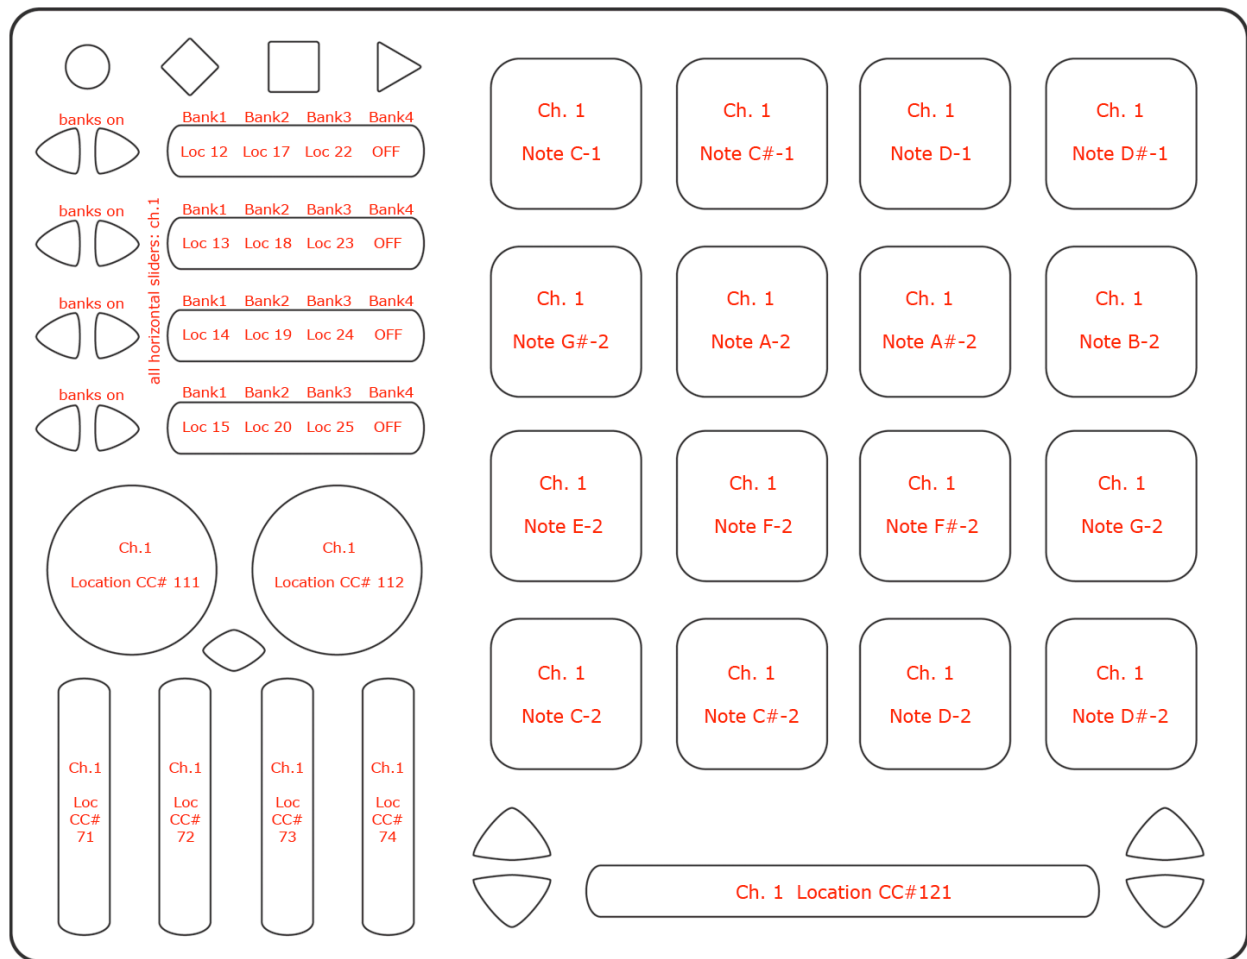 banks on
Bank1 Bank2 Bank3 Bank4
Loc 12 Loc 17 Loc 22 OFF
banks on
Bank1 Bank2 Bank3 Bank4
Loc 13 Loc 18 Loc 23 OFF
banks on
Bank1 Bank2 Bank3 Bank4
Loc 14 Loc 19 Loc 24 OFF
banks on
Bank1 Bank2 Bank3 Bank4
Loc 15 Loc 20 Loc 25 OFF
all horizontal sliders: ch.1
Ch.1
Location CC# 111
Ch.1
Location CC# 112
Ch.1
Loc
CC#
71
Ch.1
Loc
CC#
72
Ch.1
Loc
CC#
73
Ch.1
Loc
CC#
74
Ch. 1
Note C-1
Ch. 1
Note C#-1
Ch. 1
Note D-1
Ch. 1
Note D#-1
Ch. 1
Note G#-2
Ch. 1
Note A-2
Ch. 1
Note A#-2
Ch. 1
Note B-2
Ch. 1
Note E-2
Ch. 1
Note F-2
Ch. 1
Note F#-2
Ch. 1
Note G-2
Ch. 1
Note C-2
Ch. 1
Note C#-2
Ch. 1
Note D-2
Ch. 1
Note D#-2
Ch. 1 Location CC#121